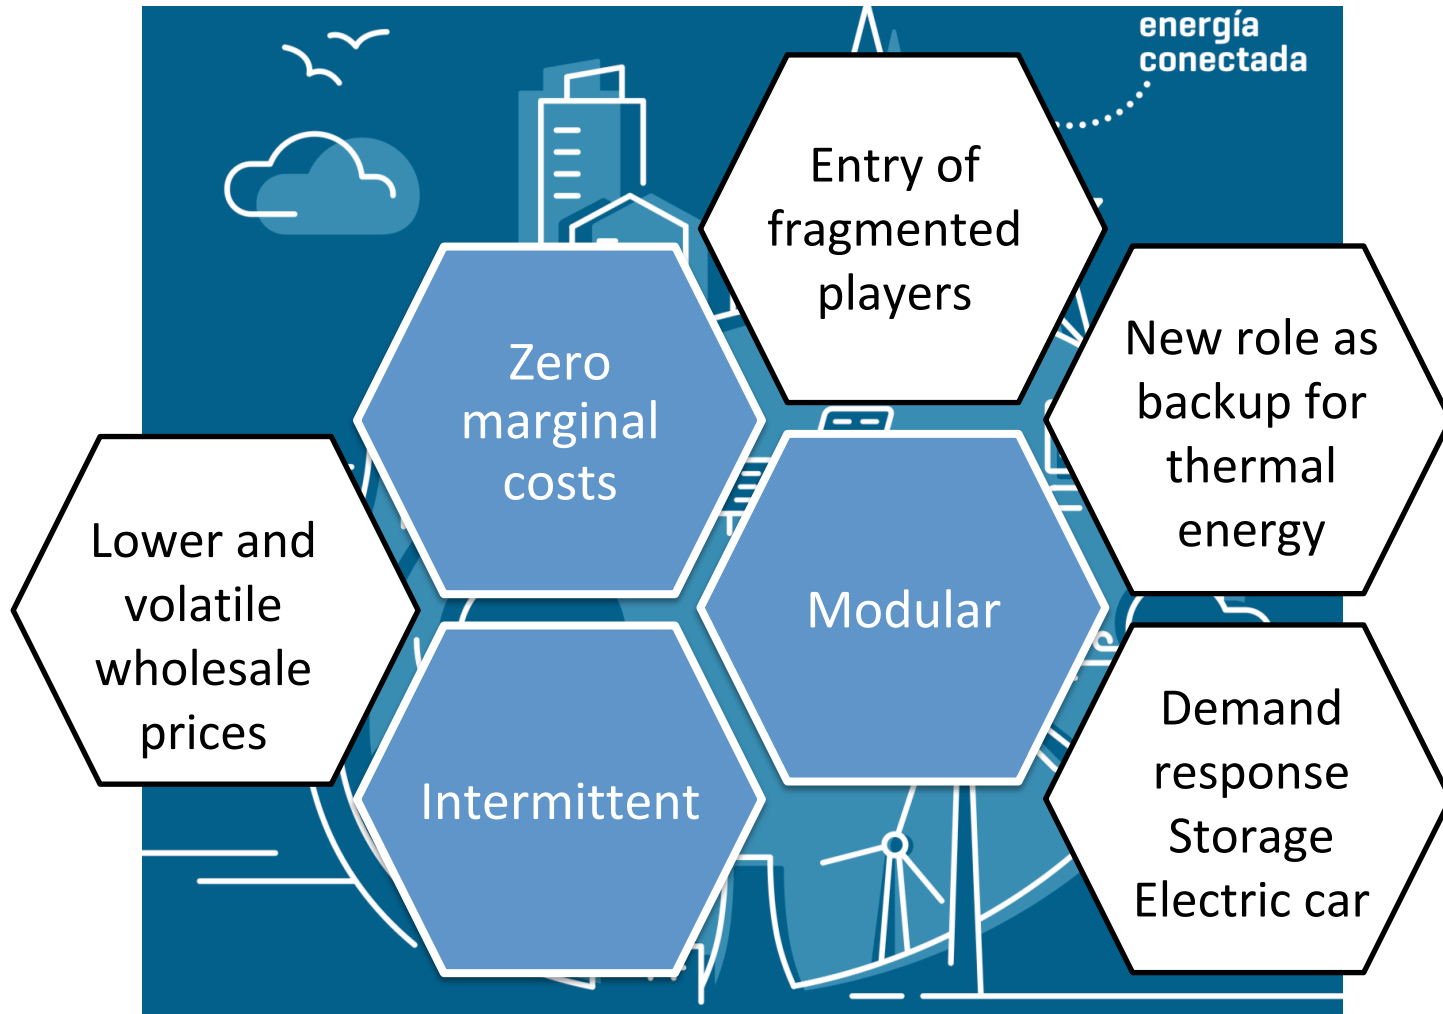 energía
conectada
Entry of
fragmented
players
Zero
marginal
costs
New role as
backup for
thermal
energy
Lower and
volatile
wholesale
prices
Modular
Intermittent
Demand
response
Storage
Electric car